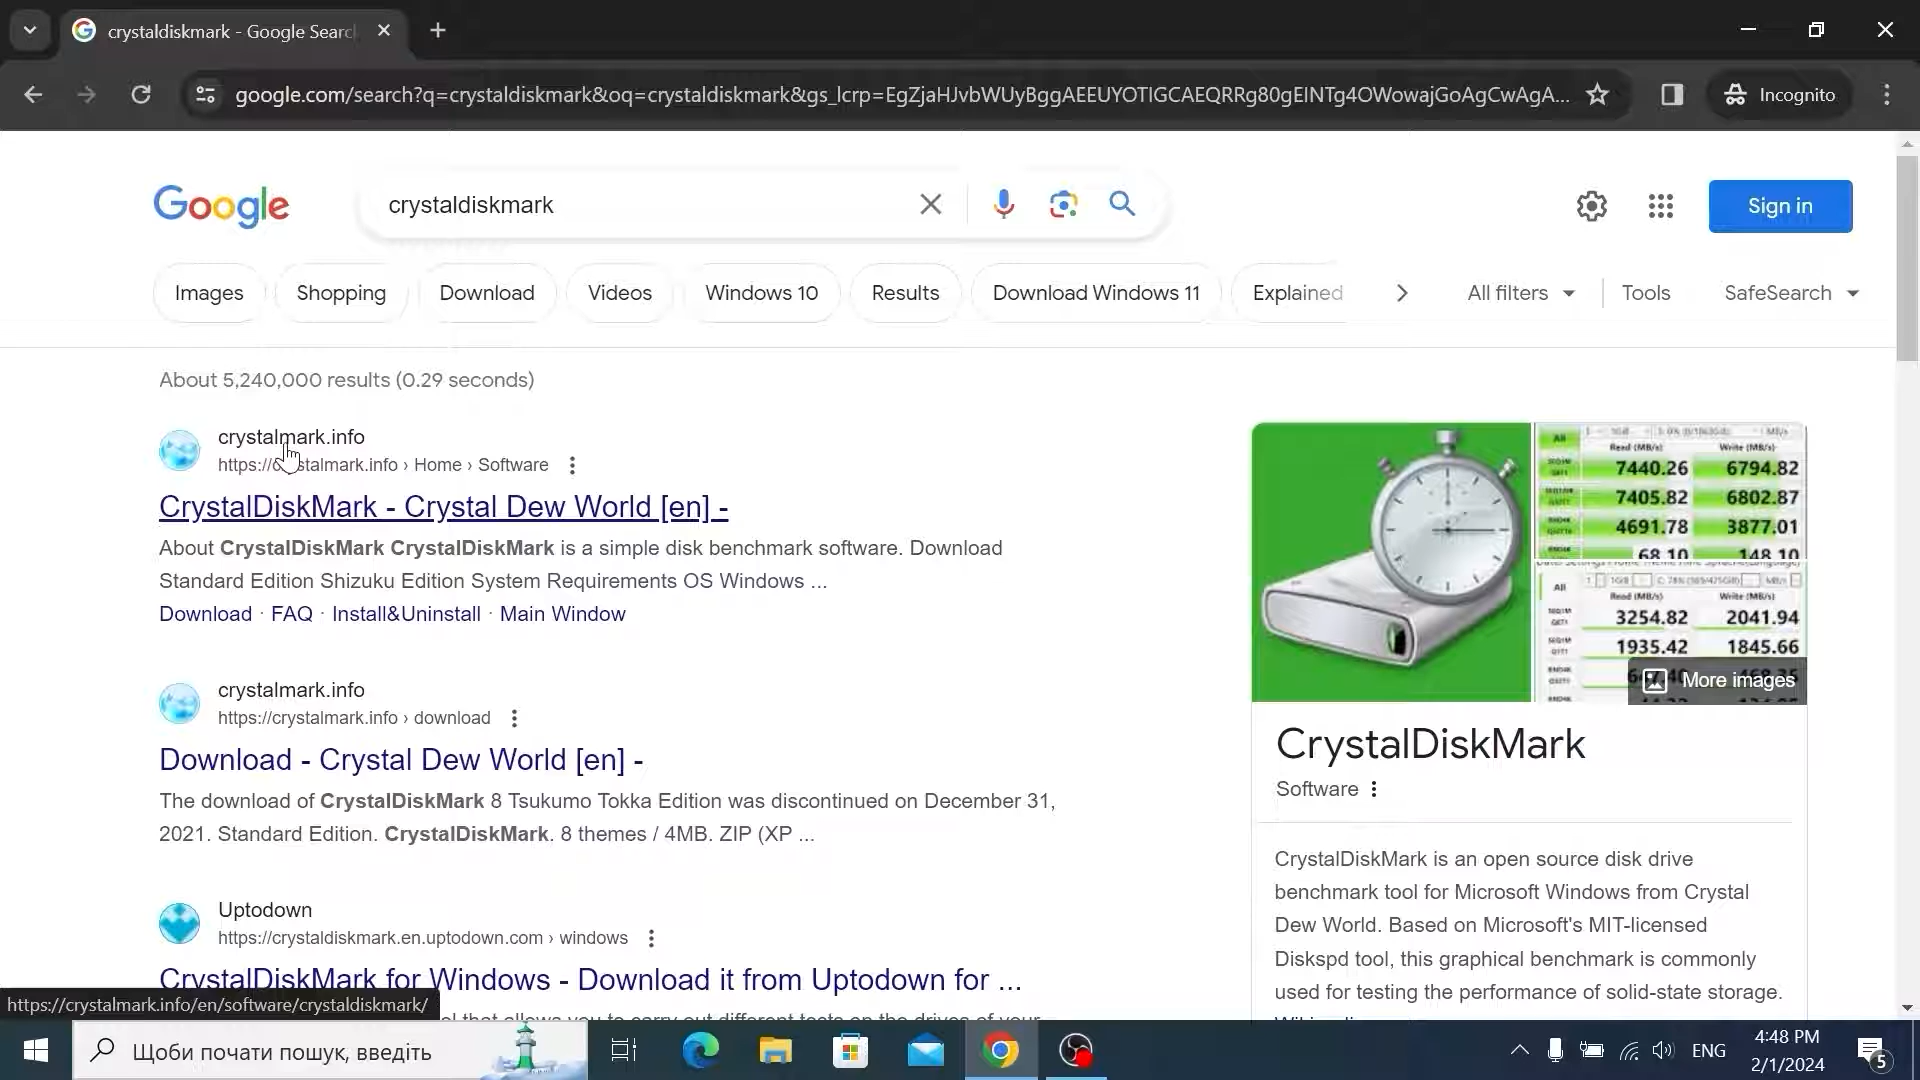 crystaldiskmark - Google Searc
google.com/search?q=crystaldiskmark&oq=crystaldiskmark&gs_lcrp=EgZjaHJvbWUyBggAEEUYOTIGCAEQRRg80gEINTg4OWowajGoAgCwAgA...
Incognito
Google
crystaldiskmark
Sign in
Images
Shopping
Download
Videos
Windows 10
Results
Download Windows 11
Explained
All filters
Tools
SafeSearch
About 5,240,000 results (0.29 seconds)
crystalmark.info
https://crystalmark.info › Home › Software
CrystalDiskMark - Crystal Dew World [en] -
About CrystalDiskMark CrystalDiskMark is a simple disk benchmark software. Download
Standard Edition Shizuku Edition System Requirements OS Windows ...
Download · FAQ · Install&Uninstall · Main Window
crystalmark.info
https://crystalmark.info › download
Download - Crystal Dew World [en] -
The download of CrystalDiskMark 8 Tsukumo Tokka Edition was discontinued on December 31,
2021. Standard Edition. CrystalDiskMark. 8 themes / 4MB. ZIP (XP ...
Uptodown
https://crystaldiskmark.en.uptodown.com › windows
CrystalDiskMark for Windows - Download it from Uptodown for ...
https://crystalmark.info/en/software/crystaldiskmark/
All
Read (MB/s)
Write (MB/s)
7440.26 6794.82
7405.82 6802.87
4691.78 3877.01
68.10 148.10
All
Read (MB/s)
Write (MB/s)
3254.82 2041.94
1935.42 1845.66
More images
CrystalDiskMark
Software
CrystalDiskMark is an open source disk drive
benchmark tool for Microsoft Windows from Crystal
Dew World. Based on Microsoft's MIT-licensed
Diskspd tool, this graphical benchmark is commonly
used for testing the performance of solid-state storage.
Щоби почати пошук, введіть
ENG
4:48 PM
2/1/2024
5